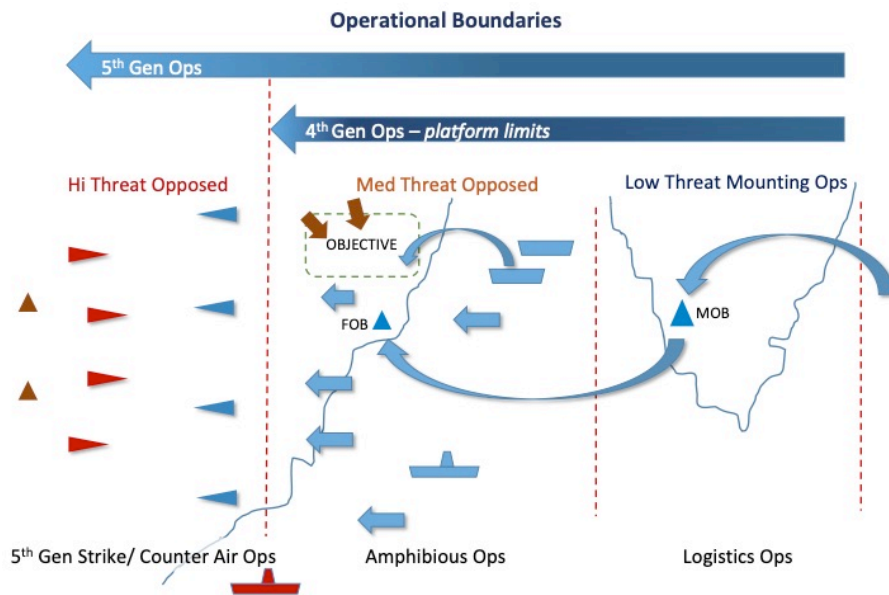 Operational Boundaries
5th Gen Ops
4th Gen Ops – platform limits
Hi Threat Opposed
Med Threat Opposed
Low Threat Mounting Ops
OBJECTIVE
FOB
MOB
5th Gen Strike/ Counter Air Ops
Amphibious Ops
Logistics Ops